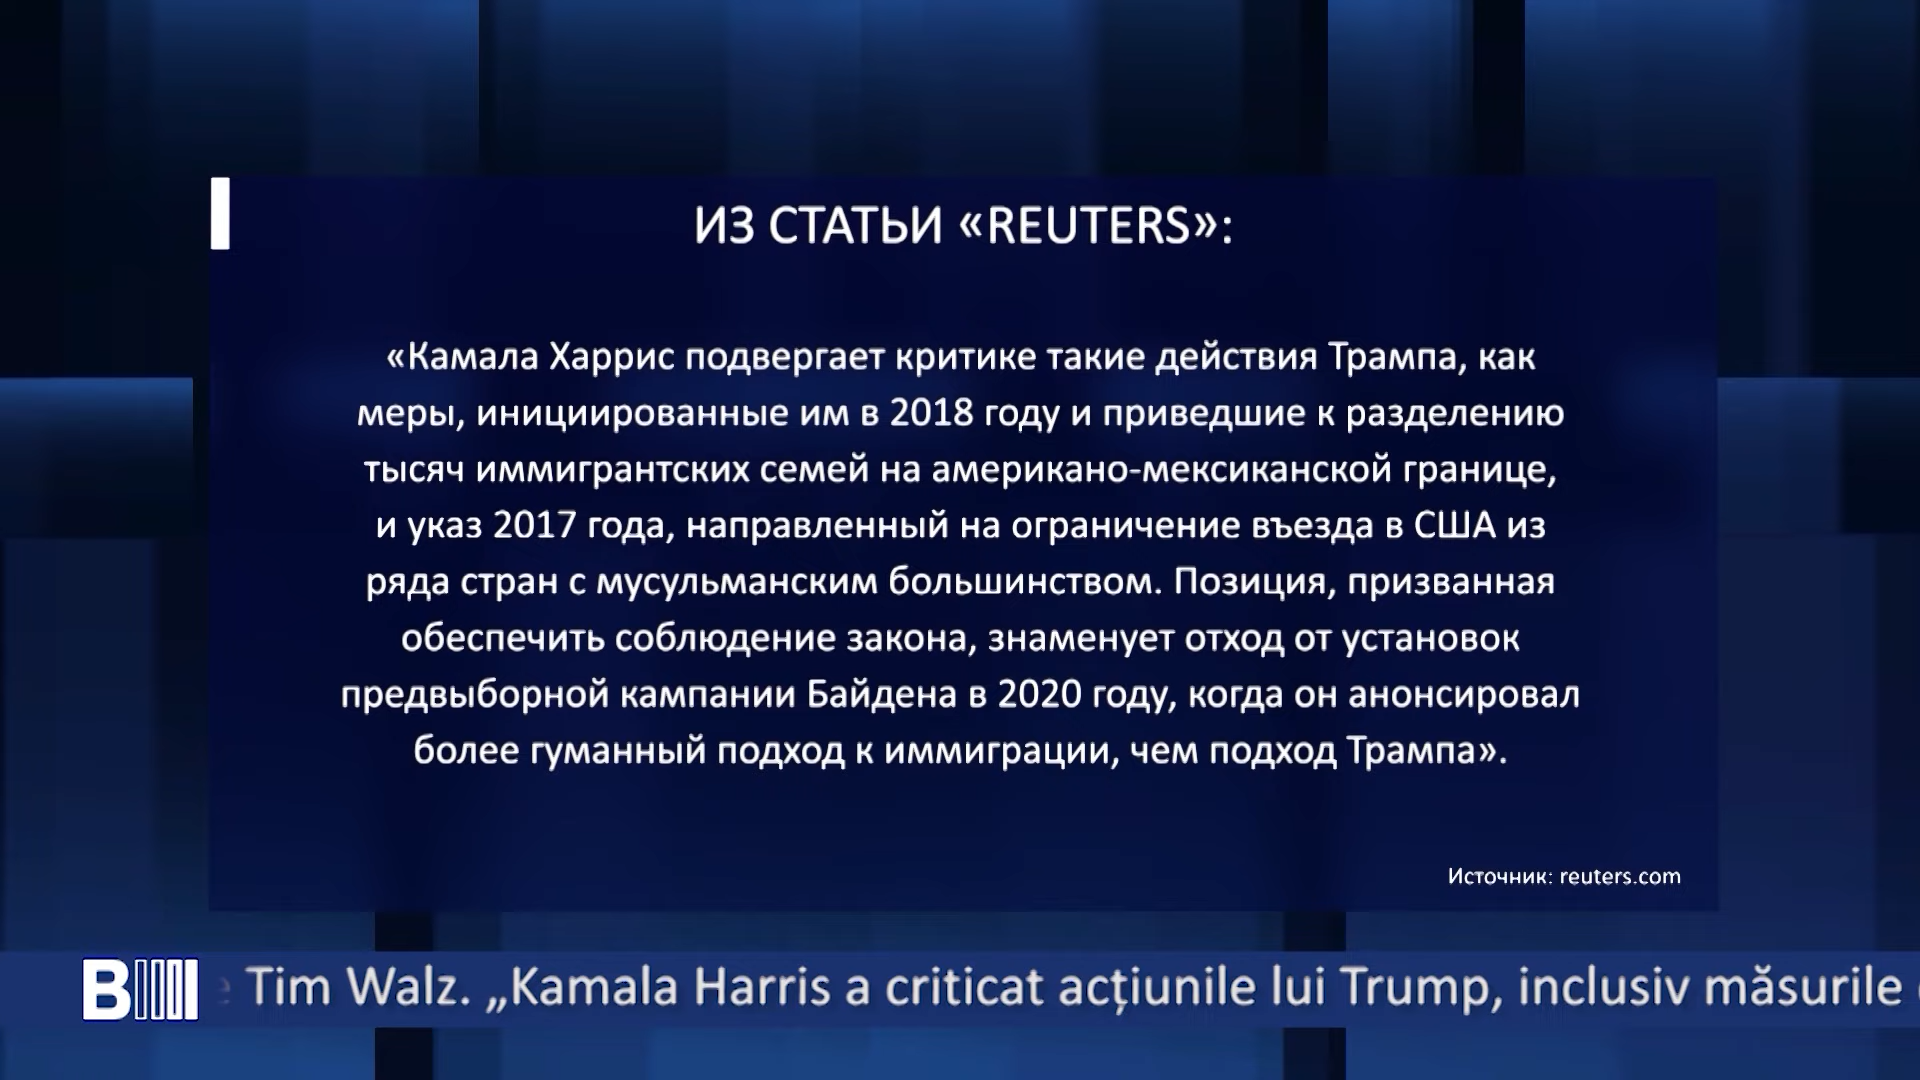 ИЗ СТАТЬИ «REUTERS»:
«Камала Харрис подвергает критике такие действия Трампа, как
меры, инициированные им в 2018 году и приведшие к разделению
тысяч иммигрантских семей на американо-мексиканской границе,
и указ 2017 года, направленный на ограничение въезда в США из
ряда стран с мусульманским большинством. Позиция, призванная
обеспечить соблюдение закона, знаменует отход от установок
предвыборной кампании Байдена в 2020 году, когда он анонсировал
более гуманный подход к иммиграции, чем подход Трампа».
Источник: reuters.com
B Tim Walz. „Kamala Harris a criticat acțiunile lui Trump, inclusiv măsurile